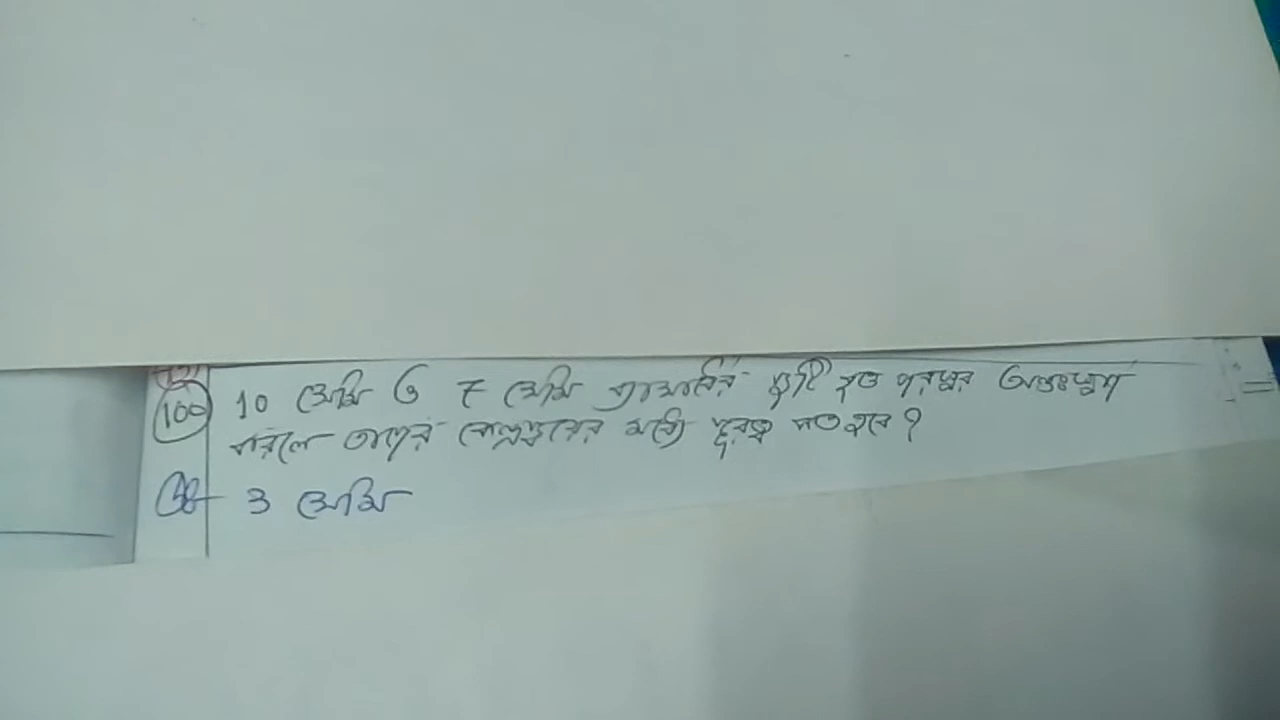 100 10 সেমি ও 7 সেমি ব্যাসার্ধের দুটি বৃত্ত পরস্পর অন্তঃস্পর্শ
করলে তাদের কেন্দ্রদ্বয়ের মধ্যে দূরত্ব কত হবে?
উঃ 3 সেমি